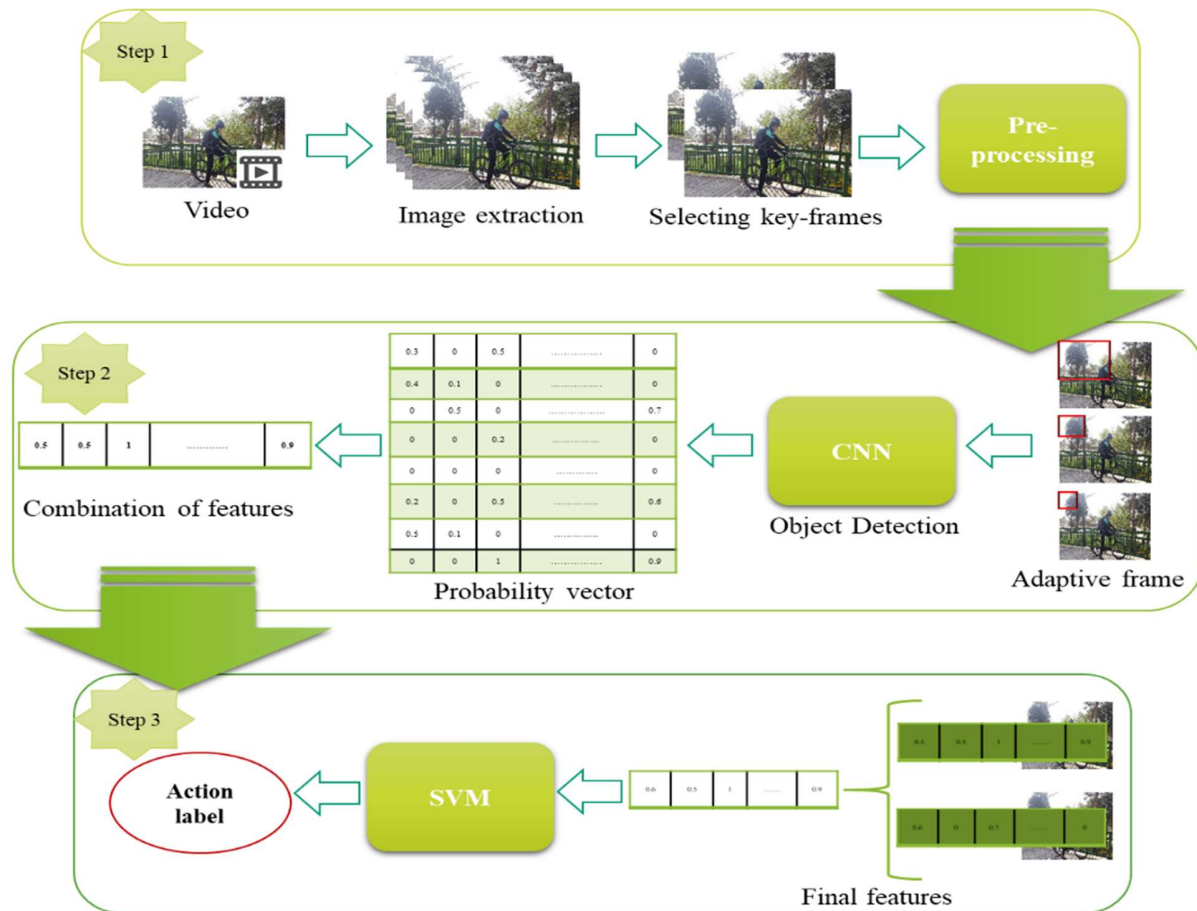 Step 1
Pre-
processing
Video
Image extraction
Selecting key-frames
Step 2
0.3 0 0.5 .................. 0
0.4 0.1 0 .................. 0
0 0.5 0 .................. 0.7
0 0 0.2 ................ 0
0 0 0 ............... 0
0.2 0 0.5 ................ 0.6
0.5 0.1 0 ............... 0
0 0 1 ................ 0.9
0.5 0.5 1 ............. 0.9
CNN
Combination of features
Object Detection
Probability vector
Adaptive frame
Step 3
Action
label
SVM
0.6 0.5 1 ....... 0.9
0.5 0.5 1 ....... 0.9
0.6 0 0.7 ....... 0
Final features